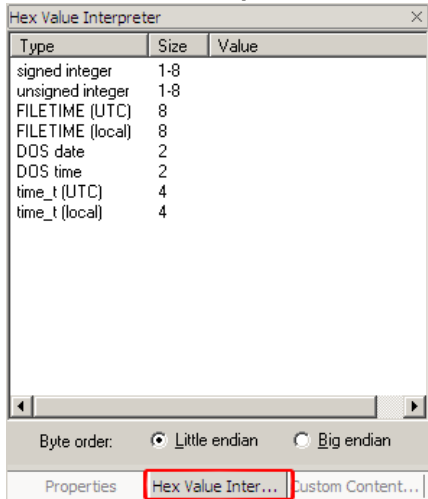 Hex Value Interpreter
Type Size Value
signed integer 1-8
unsigned integer 1-8
FILETIME (UTC) 8
FILETIME (local) 8
DOS date 2
DOS time 2
time_t (UTC) 4
time_t (local) 4
Byte order: Little endian Big endian
Properties Hex Value Inter... Custom Content...